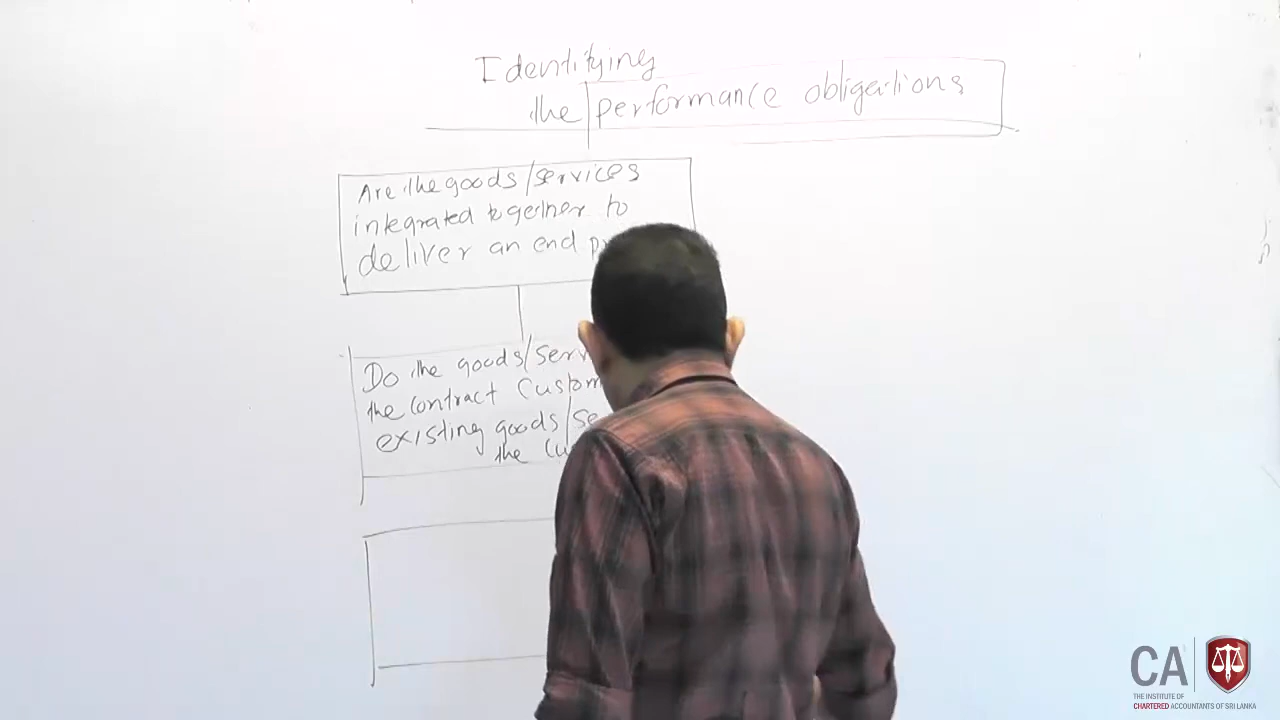 Identifying
the performance obligations
Are the goods/services
integrated together to
deliver an end
Do the goods/
the contract
existing goods/
the
CA
THE INSTITUTE OF
CHARTERED ACCOUNTANTS OF SRI LANKA